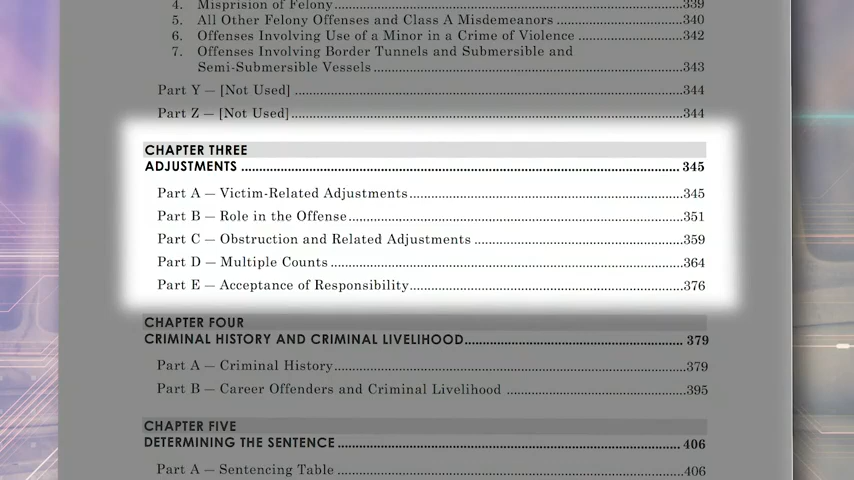 4. Misprision of Felony ........ 339
5. All Other Felony Offenses and Class A Misdemeanors ........ 340
6. Offenses Involving Use of a Minor in a Crime of Violence ........ 342
7. Offenses Involving Border Tunnels and Submersible and
Semi-Submersible Vessels ........ 343
Part Y — [Not Used] ........ 344
Part Z — [Not Used] ........ 344
CHAPTER THREE
ADJUSTMENTS ........ 345
Part A — Victim-Related Adjustments ........ 345
Part B — Role in the Offense ........ 351
Part C — Obstruction and Related Adjustments ........ 359
Part D — Multiple Counts ........ 364
Part E — Acceptance of Responsibility ........ 376
CHAPTER FOUR
CRIMINAL HISTORY AND CRIMINAL LIVELIHOOD ........ 379
Part A — Criminal History ........ 379
Part B — Career Offenders and Criminal Livelihood ........ 395
CHAPTER FIVE
DETERMINING THE SENTENCE ........ 406
Part A — Sentencing Table ........ 406